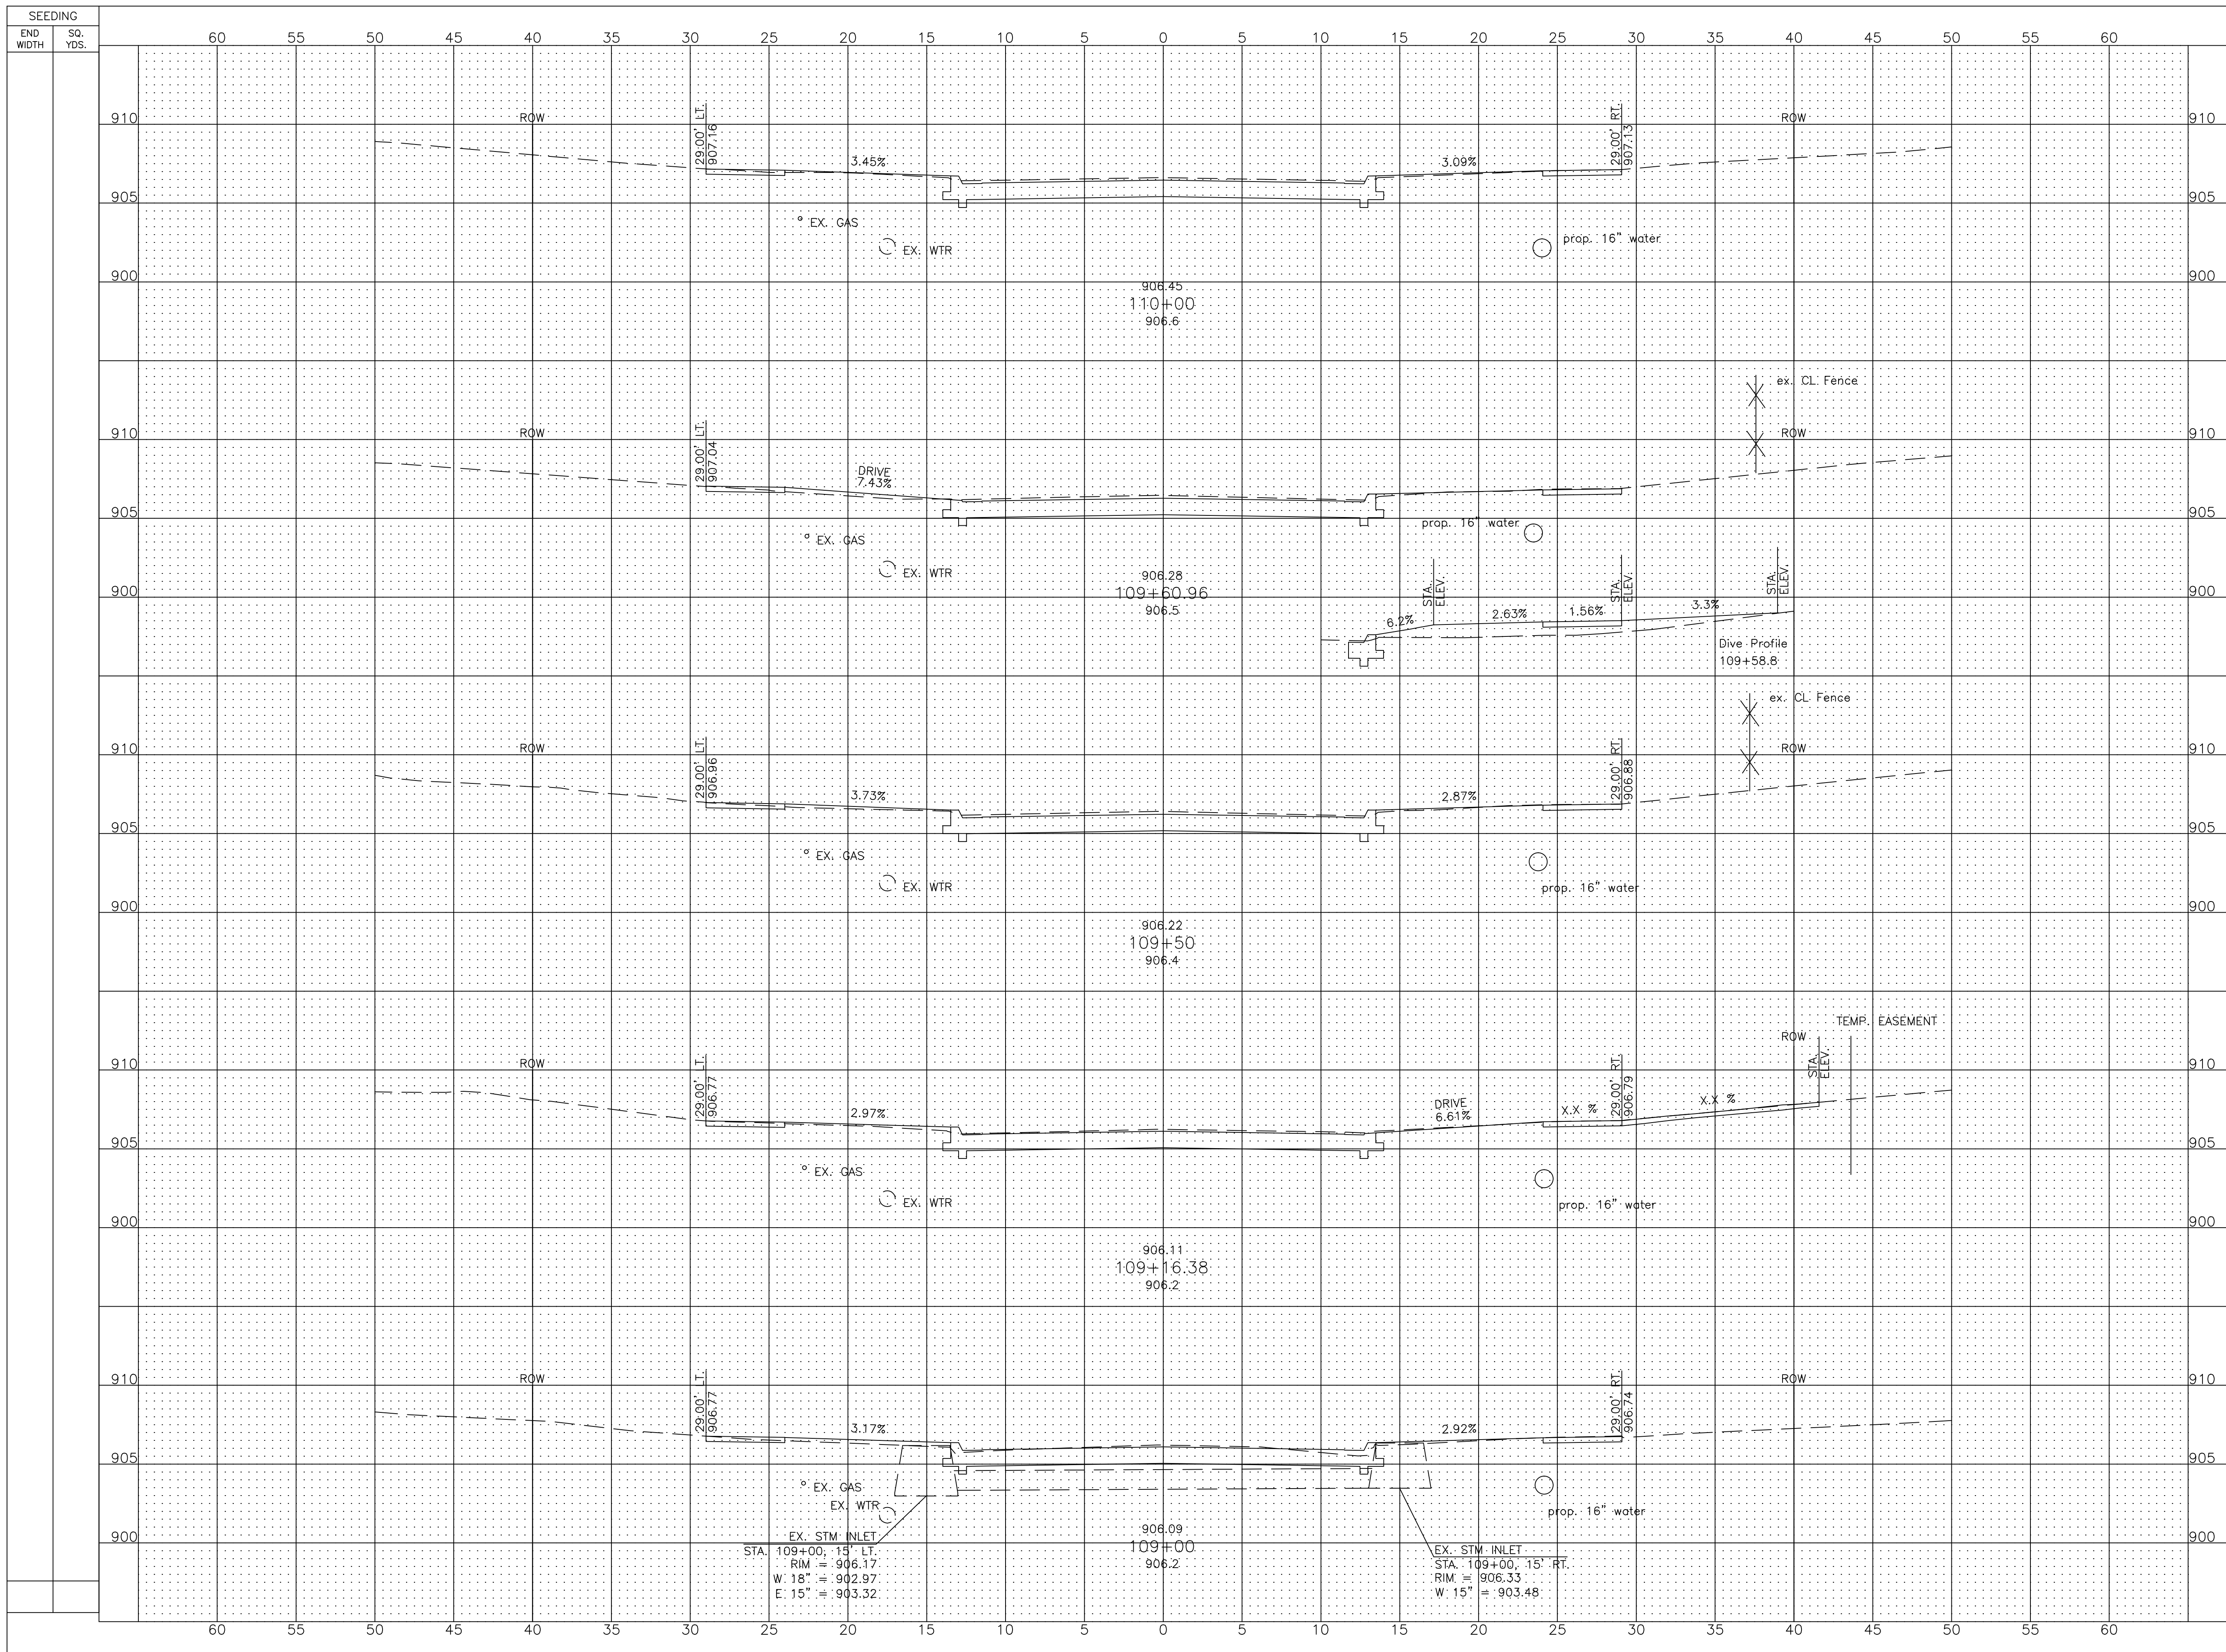 SEEDING
END WIDTH
SQ. YDS.
60 55 50 45 40 35 30 25 20 15 10 5 0 5 10 15 20 25 30 35 40 45 50 55 60
910 ROW 29.00' LT. 907.16 3.45% 3.09% 29.00' RT. 907.13 ROW 910
905 905
EX. GAS
EX. WTR
prop. 16" water
900 900
906.45
110+00
906.6
ex. CL Fence
910 ROW 29.00' LT. 907.04 ROW 910
DRIVE
7.43%
905 905
prop. 16" water
EX. GAS
EX. WTR
900 900
906.28
109+60.96
906.5
STA. ELEV. STA. ELEV. STA. ELEV.
6.2% 2.63% 1.56% 3.3%
Dive Profile
109+58.8
ex. CL Fence
910 ROW 29.00' LT. 906.96 3.73% 2.87% 29.00' RT. 906.88 ROW 910
905 905
EX. GAS
EX. WTR
prop. 16" water
900 900
906.22
109+50
906.4
TEMP. EASEMENT
910 ROW 29.00' LT. 906.77 2.97% 29.00' RT. 906.79 ROW STA. ELEV. 910
DRIVE
6.61%
X.X %
X.X %
905 905
EX. GAS
EX. WTR
prop. 16" water
900 900
906.11
109+16.38
906.2
910 ROW 29.00' LT. 906.77 3.17% 2.92% 29.00' RT. 906.74 ROW 910
905 905
EX. GAS
EX. WTR
prop. 16" water
900 900
906.09
109+00
906.2
EX. STM INLET
STA. 109+00, 15' LT.
RIM = 906.17
W 18" = 902.97
E 15" = 903.32
EX. STM INLET
STA. 109+00, 15' RT.
RIM = 906.33
W 15" = 903.48
60 55 50 45 40 35 30 25 20 15 10 5 0 5 10 15 20 25 30 35 40 45 50 55 60